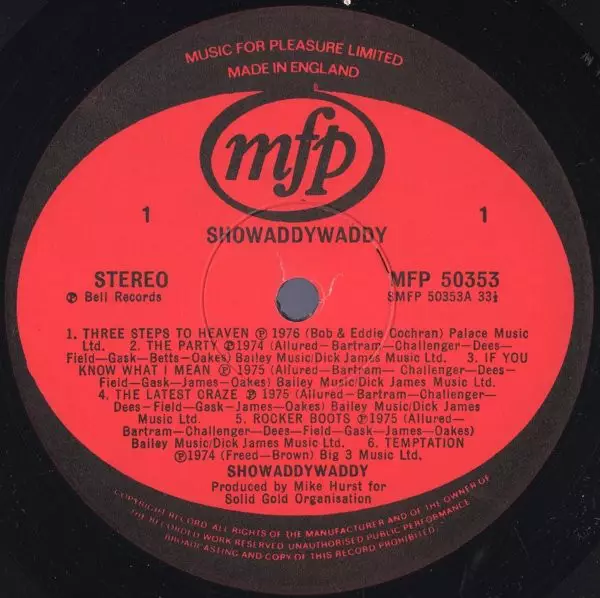 MUSIC FOR PLEASURE LIMITED
MADE IN ENGLAND
mfp
1 1
SHOWADDYWADDY
STEREO MFP 50353
Ⓟ Bell Records SMFP 50353A 33⅓
1. THREE STEPS TO HEAVEN Ⓟ 1976 (Bob & Eddie Cochran) Palace Music
Ltd. 2. THE PARTY Ⓟ1974 (Allured—Bartram—Challenger—Dees—
Field—Gask—Betts—Oakes) Bailey Music/Dick James Music Ltd. 3. IF YOU
KNOW WHAT I MEAN Ⓟ 1975 (Allured—Bartram— Challenger—Dees—
Field—Gask—James—Oakes) Bailey Music/Dick James Music Ltd.
4. THE LATEST CRAZE Ⓟ 1975 (Allured—Bartram—Challenger—
Dees—Field—Gask—James—Oakes) Bailey Music/Dick James
Music Ltd. 5. ROCKER BOOTS Ⓟ 1975 (Allured—
Bartram—Challenger—Dees—Field—Gask—James—Oakes)
Bailey Music/Dick James Music Ltd. 6. TEMPTATION
Ⓟ1974 (Freed—Brown) Big 3 Music Ltd.
SHOWADDYWADDY
Produced by Mike Hurst for
Solid Gold Organisation
COPYRIGHT RECORD ALL RIGHTS OF THE MANUFACTURER AND OF THE OWNER OF
THE RECORDED WORK RESERVED UNAUTHORISED PUBLIC PERFORMANCE
BROADCASTING AND COPY OF THIS RECORD PROHIBITED.